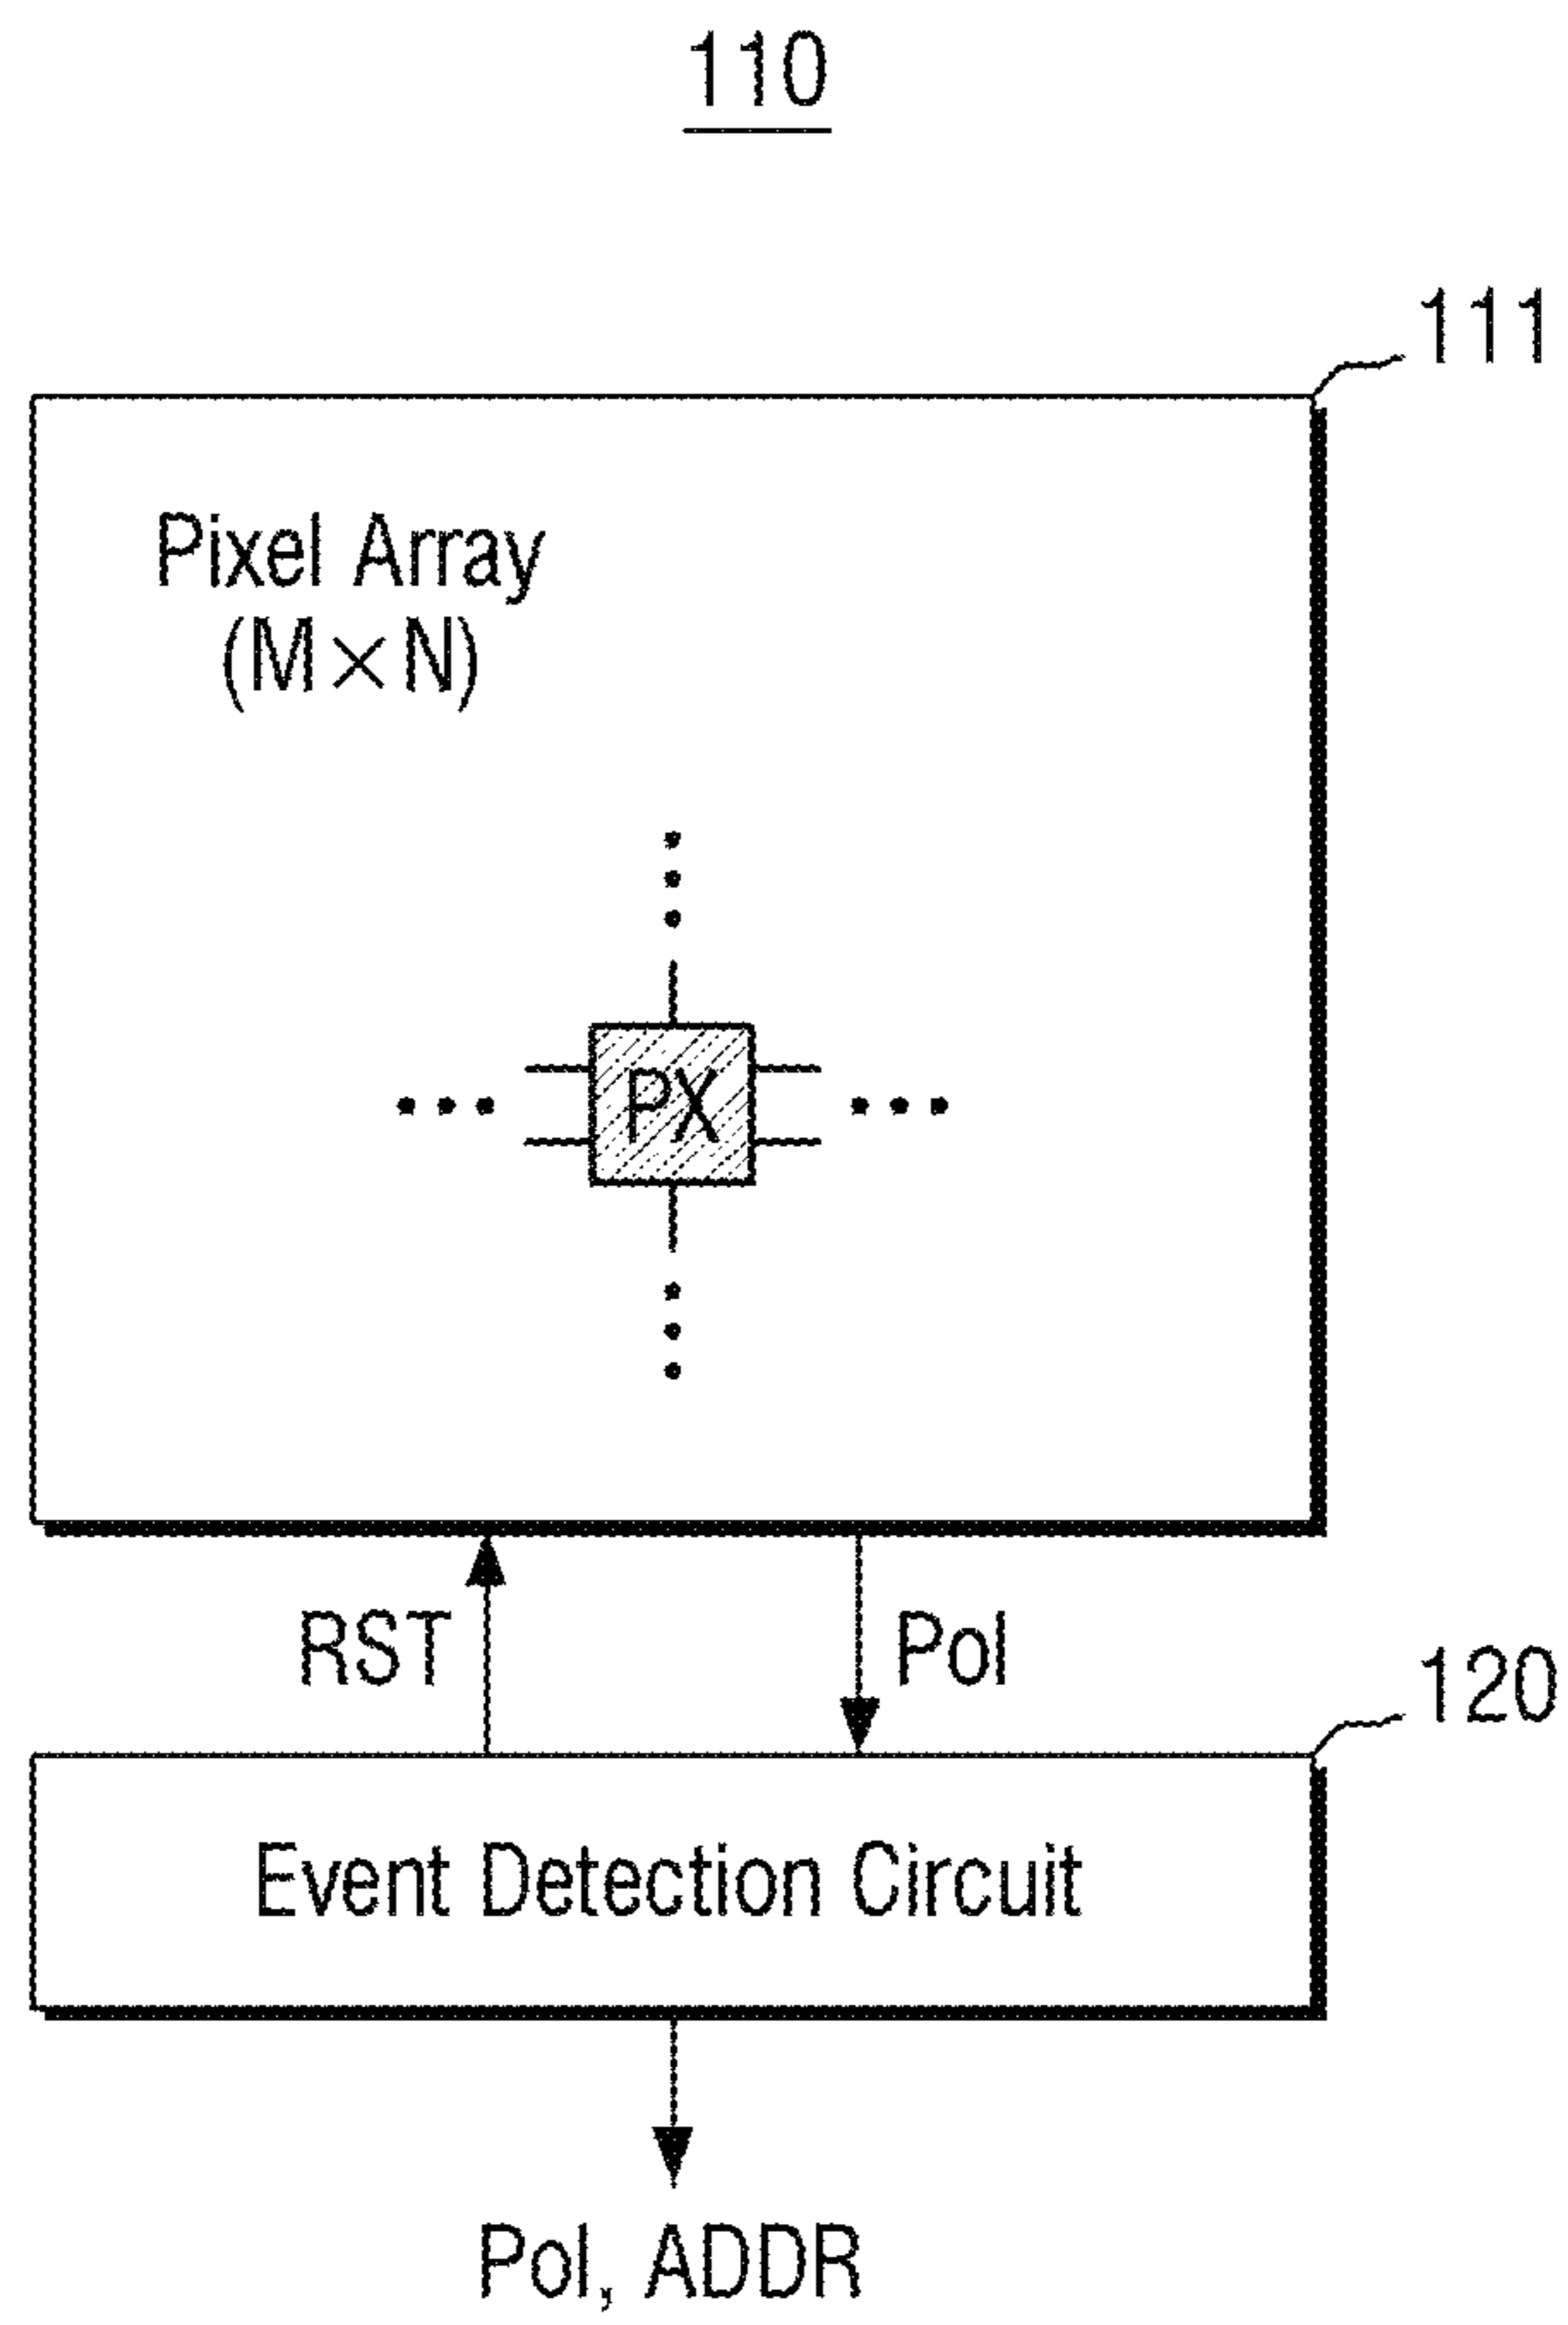 110
111
Pixel Array
(M×N)
PX
RST
Pol
120
Event Detection Circuit
Pol, ADDR